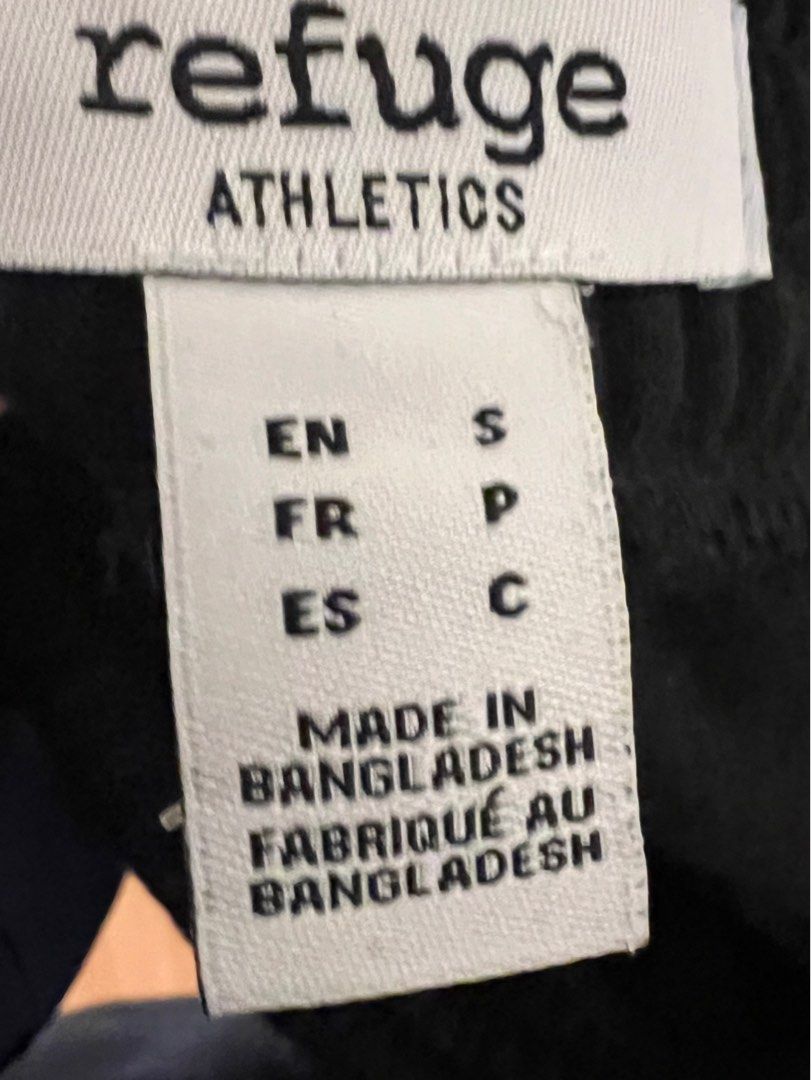 refuge
ATHLETICS
EN S
FR P
ES C
MADE IN
BANGLADESH
FABRIQUÉ AU
BANGLADESH